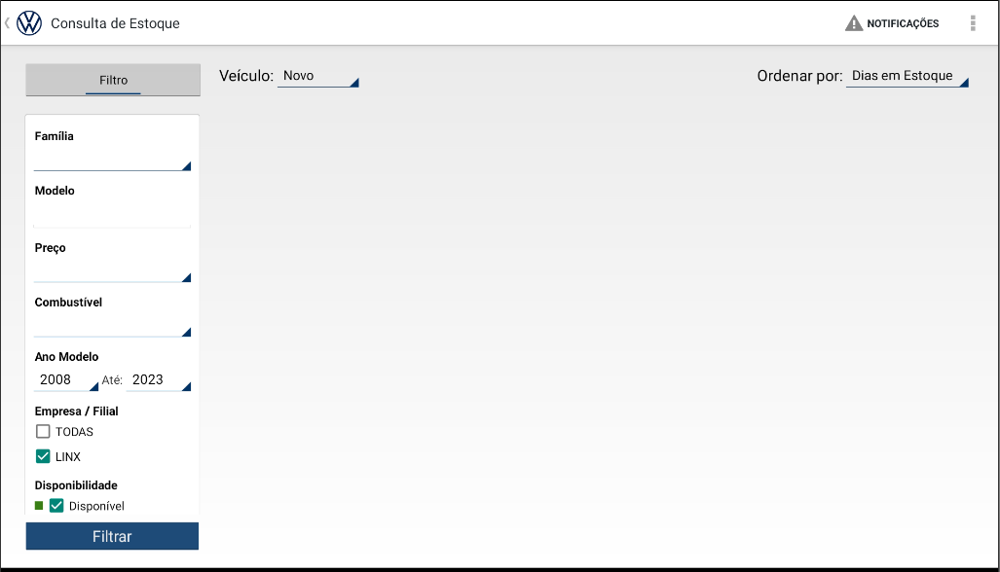 Consulta de Estoque
NOTIFICAÇÕES
Filtro
Veículo: Novo
Ordenar por: Dias em Estoque
Família
Modelo
Preço
Combustível
Ano Modelo
2008 Até: 2023
Empresa / Filial
TODAS
LINX
Disponibilidade
Disponível
Filtrar